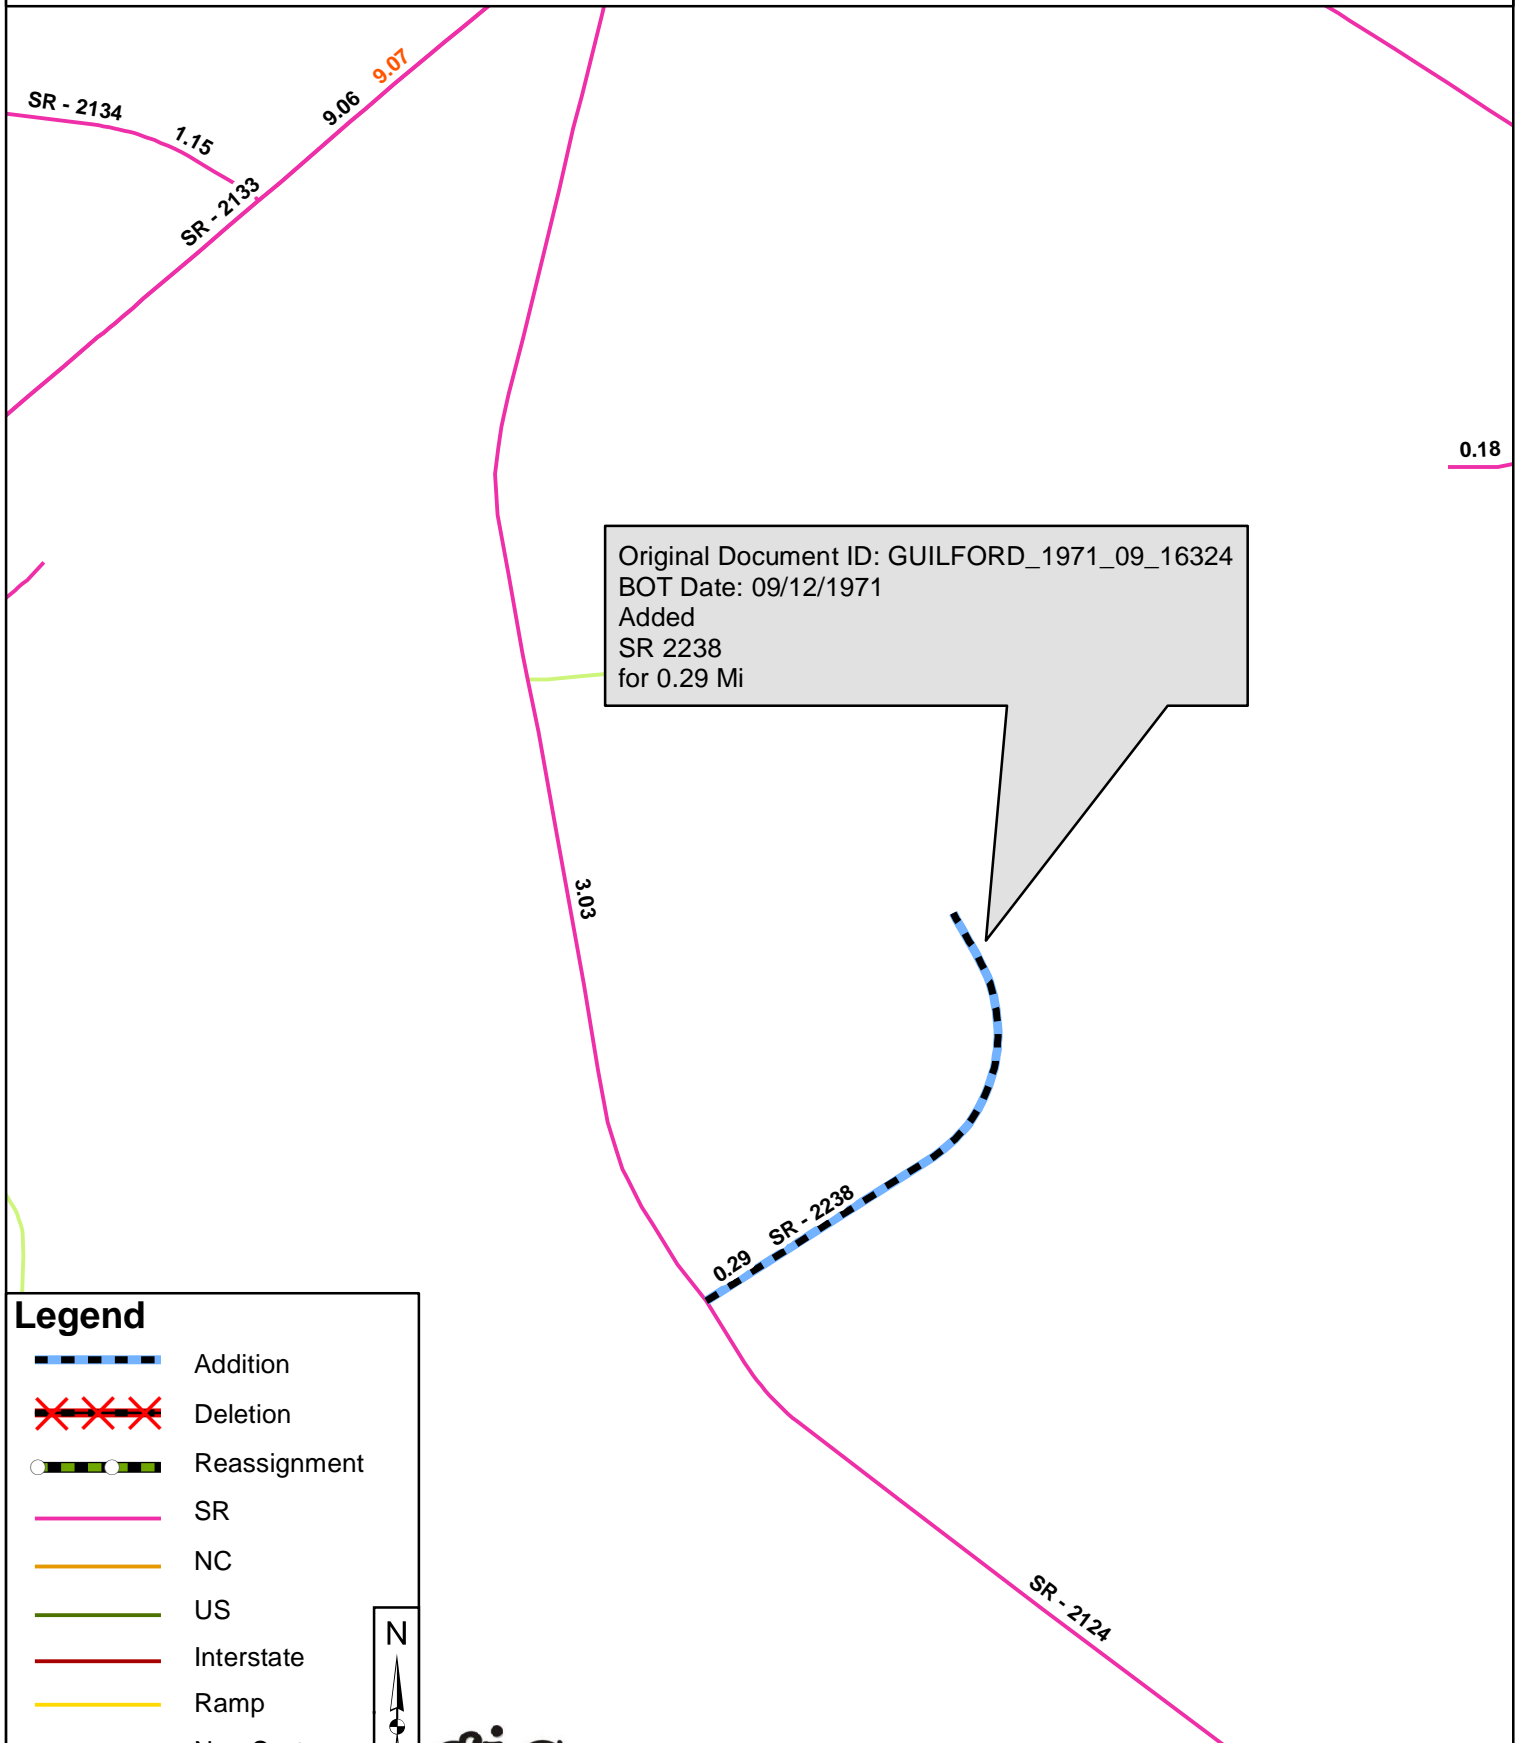 9.07
9.06
SR - 2134
1.15
SR - 2133
0.18
Original Document ID: GUILFORD_1971_09_16324
BOT Date: 09/12/1971
Added
SR 2238
for 0.29 Mi
3.03
SR - 2238
0.29
Legend
Addition
Deletion
Reassignment
SR
NC
US
Interstate
Ramp
N
SR - 2124